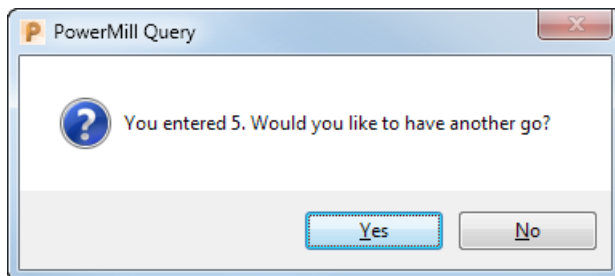 PowerMill Query
You entered 5. Would you like to have another go?
Yes No